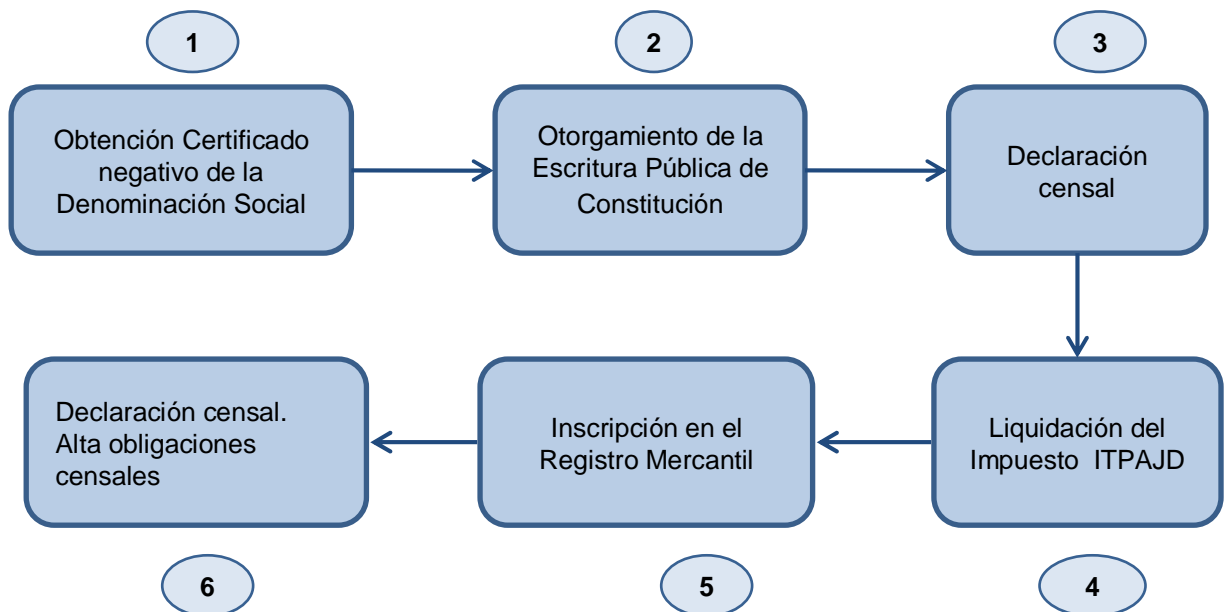 1
Obtención Certificado
negativo de la
Denominación Social
2
Otorgamiento de la
Escritura Pública de
Constitución
3
Declaración
censal
4
Liquidación del
Impuesto ITPAJD
5
Inscripción en el
Registro Mercantil
6
Declaración censal.
Alta obligaciones
censales